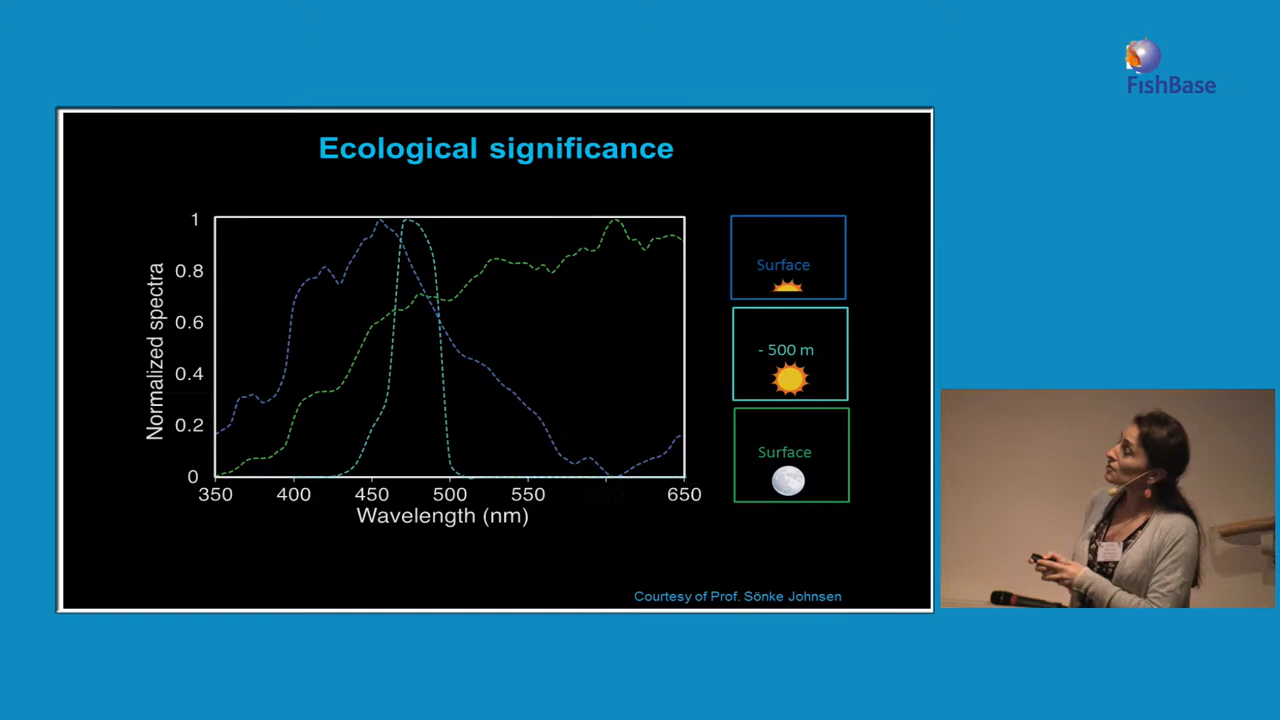 FishBase
Ecological significance
Normalized spectra
1
0.8
0.6
0.4
0.2
0
350 400 450 500 550 650
Wavelength (nm)
Surface
- 500 m
Surface
Courtesy of Prof. Sönke Johnsen